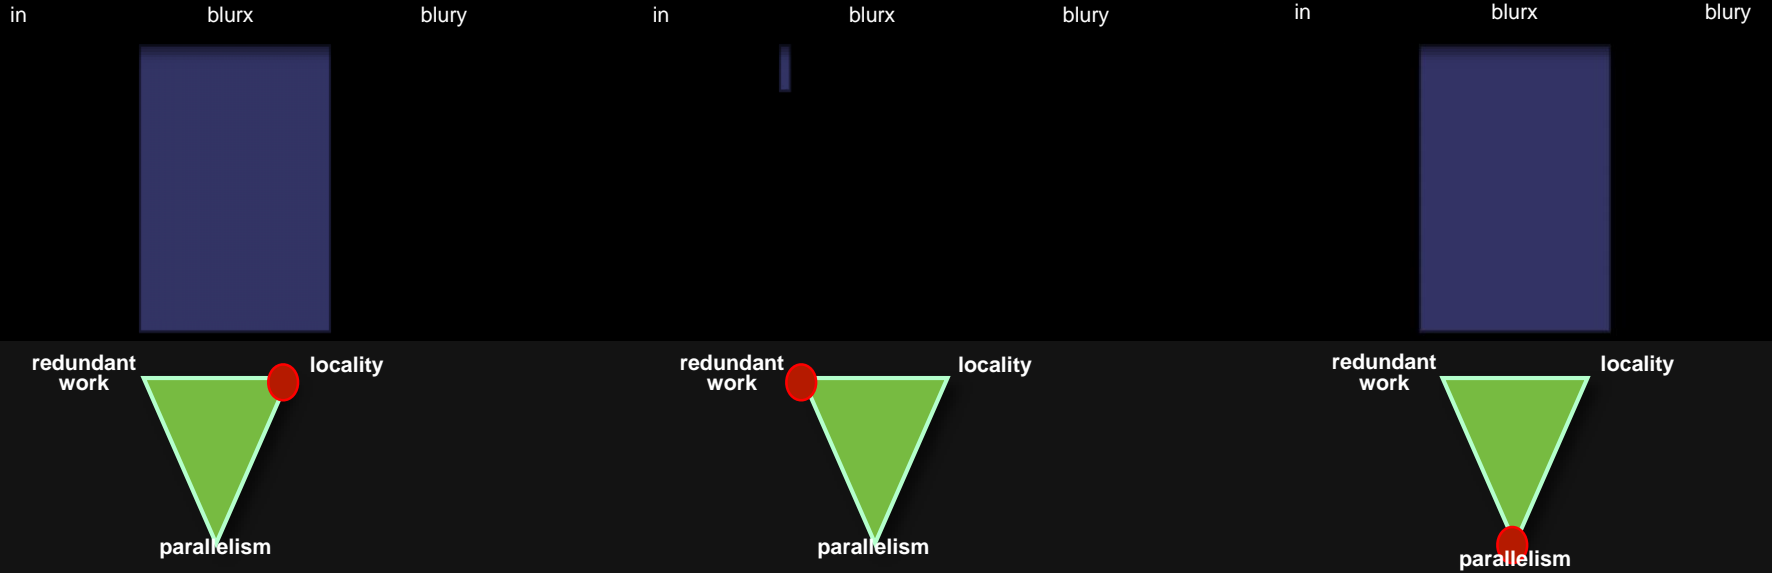 in blurx blury in blurx blury in blurx blury
redundant
work
locality
parallelism
redundant
work
locality
parallelism
redundant
work
locality
parallelism